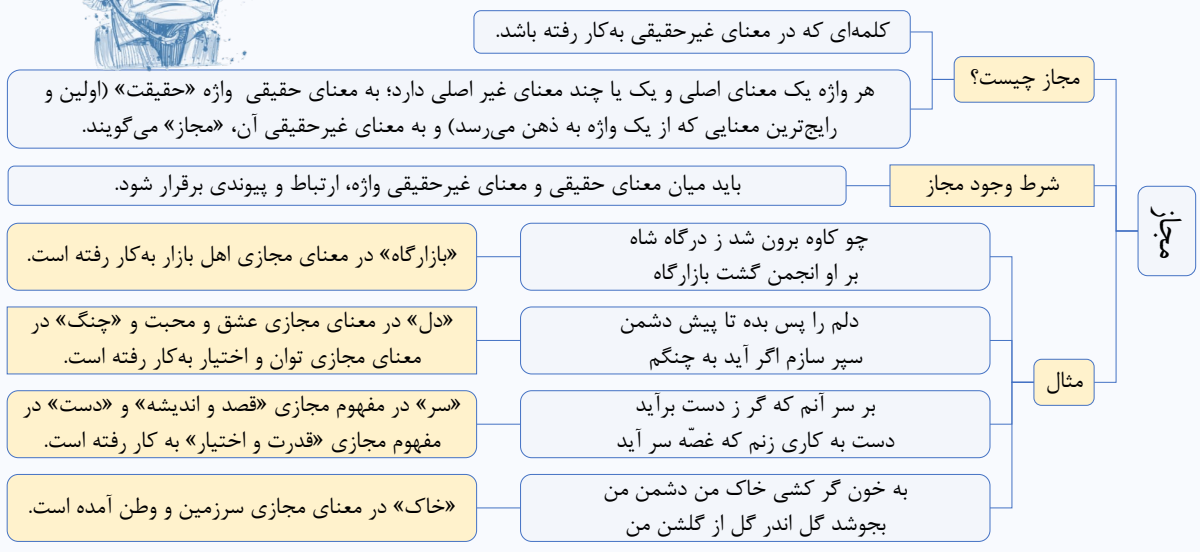 مجاز
مجاز چیست؟
کلمه‌ای که در معنای غیرحقیقی به‌کار رفته باشد.
هر واژه یک معنای اصلی و یک یا چند معنای غیر اصلی دارد؛ به معنای حقیقی واژه «حقیقت» (اولین و
رایج‌ترین معنایی که از یک واژه به ذهن می‌رسد) و به معنای غیرحقیقی آن، «مجاز» می‌گویند.
شرط وجود مجاز
باید میان معنای حقیقی و معنای غیرحقیقی واژه، ارتباط و پیوندی برقرار شود.
مثال
چو کاوه برون شد ز درگاه شاه
بر او انجمن گشت بازارگاه
«بازارگاه» در معنای مجازی اهل بازار به‌کار رفته است.
دلم را پس بده تا پیش دشمن
سپر سازم اگر آید به چنگم
«دل» در معنای مجازی عشق و محبت و «چنگ» در
معنای مجازی توان و اختیار به‌کار رفته است.
بر سر آنم که گر ز دست برآید
دست به کاری زنم که غصّه سر آید
«سر» در مفهوم مجازی «قصد و اندیشه» و «دست» در
مفهوم مجازی «قدرت و اختیار» به کار رفته است.
به خون گر کشی خاک من دشمن من
بجوشد گل اندر گل از گلشن من
«خاک» در معنای مجازی سرزمین و وطن آمده است.